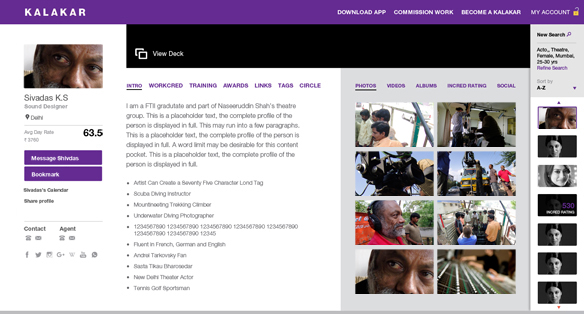 KALAKAR
DOWNLOAD APP COMMISSION WORK BECOME A KALAKAR MY ACCOUNT
View Deck
New Search
Acto,, Theatre,
Female, Mumbai,
25-30 yrs
Refine Search
Sort by
A-Z
530
INCRED RATING
Sivadas K.S
Sound Designer
Delhi
Avg Day Rate
₹ 3760
63.5
Message Shivdas
Bookmark
Sivadas's Calendar
Share profile
Contact Agent
INTRO WORKCRED TRAINING AWARDS LINKS TAGS CIRCLE
I am a FTII graduate and part of Naseeruddin Shah's theatre
group. This is a placeholder text, the complete profile of the
person is displayed in full. This may run into a few paragraphs.
This is a placeholder text, the complete profile of the person is
displayed in full. A word limit may be desirable for this content
pocket. This is a placeholder text, the complete profile of the
person is displayed in full.
• Artist Can Create a Seventy Five Character Lond Tag
• Scuba Diving Instructor
• Mountineating Trekking Climber
• Underwater Diving Photographer
• 1234567890 1234567890 1234567890 1234567890 1234567890
1234567890 1234567890 12345
• Fluent in French, German and English
• Andrei Tarkovsky Fan
• Sasta Tikau Bharosedar
• New Delhi Theater Actor
• Tennis Golf Sportsman
PHOTOS VIDEOS ALBUMS INCRED RATING SOCIAL